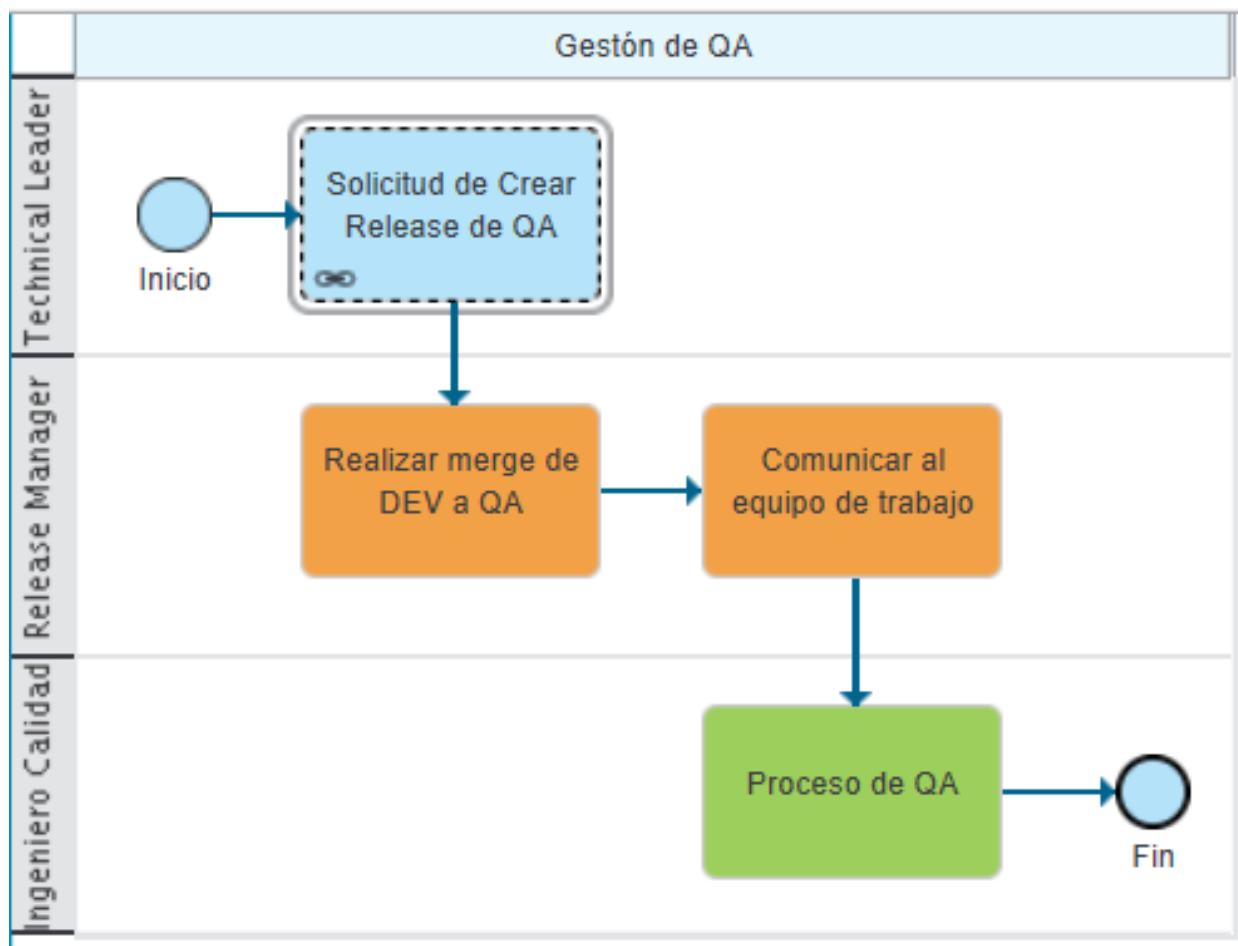 Gestón de QA
Technical Leader
Inicio
Solicitud de Crear
Release de QA
Release Manager
Realizar merge de
DEV a QA
Comunicar al
equipo de trabajo
Ingeniero Calidad
Proceso de QA
Fin